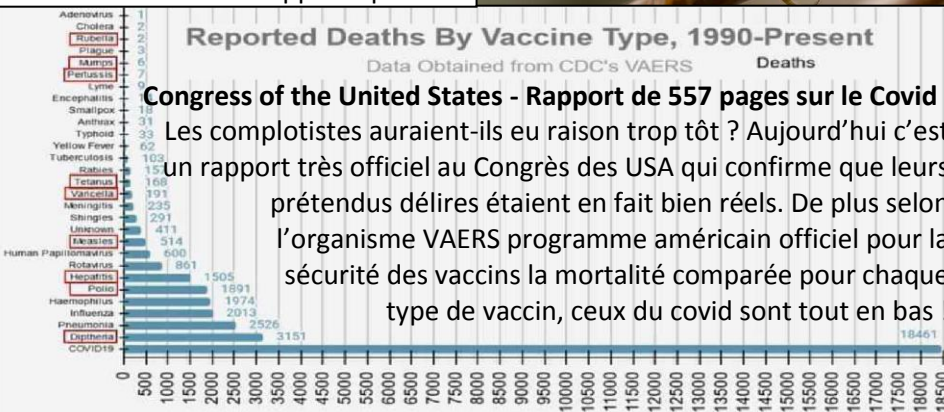 Reported Deaths By Vaccine Type, 1990-Present
Data Obtained from CDC's VAERS
Deaths
Congress of the United States - Rapport de 557 pages sur le Covid
Les complotistes auraient-ils eu raison trop tôt ? Aujourd'hui c'est
un rapport très officiel au Congrès des USA qui confirme que leurs
prétendus délires étaient en fait bien réels. De plus selon
l'organisme VAERS programme américain officiel pour la
sécurité des vaccins la mortalité comparée pour chaque
type de vaccin, ceux du covid sont tout en bas
Adenovirus 1
Cholera 2
Rubella 2
Plague 3
Mumps 6
Pertussis 7
Lyme
Encephalitis
Smallpox 18
Anthrax 31
Typhoid 33
Yellow Fever 62
Tuberculosis 103
Rabies
Tetanus 168
Varicella 191
Meningitis 235
Shingles 291
Unknown 411
Measles 514
Human Papillomavirus 600
Rotavirus 861
Hepatitis 1505
Polio 1891
Haemophilus 1974
Influenza 2013
Pneumonia 2526
Diptheria 3151
COVID19 18461
0 500 1000 1500 2000 2500 3000 3500 4000 4500 5000 5500 6000 6500 7000 7500 8000 8500 9000 9500 10000 10500 11000 11500 12000 12500 13000 13500 14000 14500 15000 15500 16000 16500 17000 17500 18000 18500